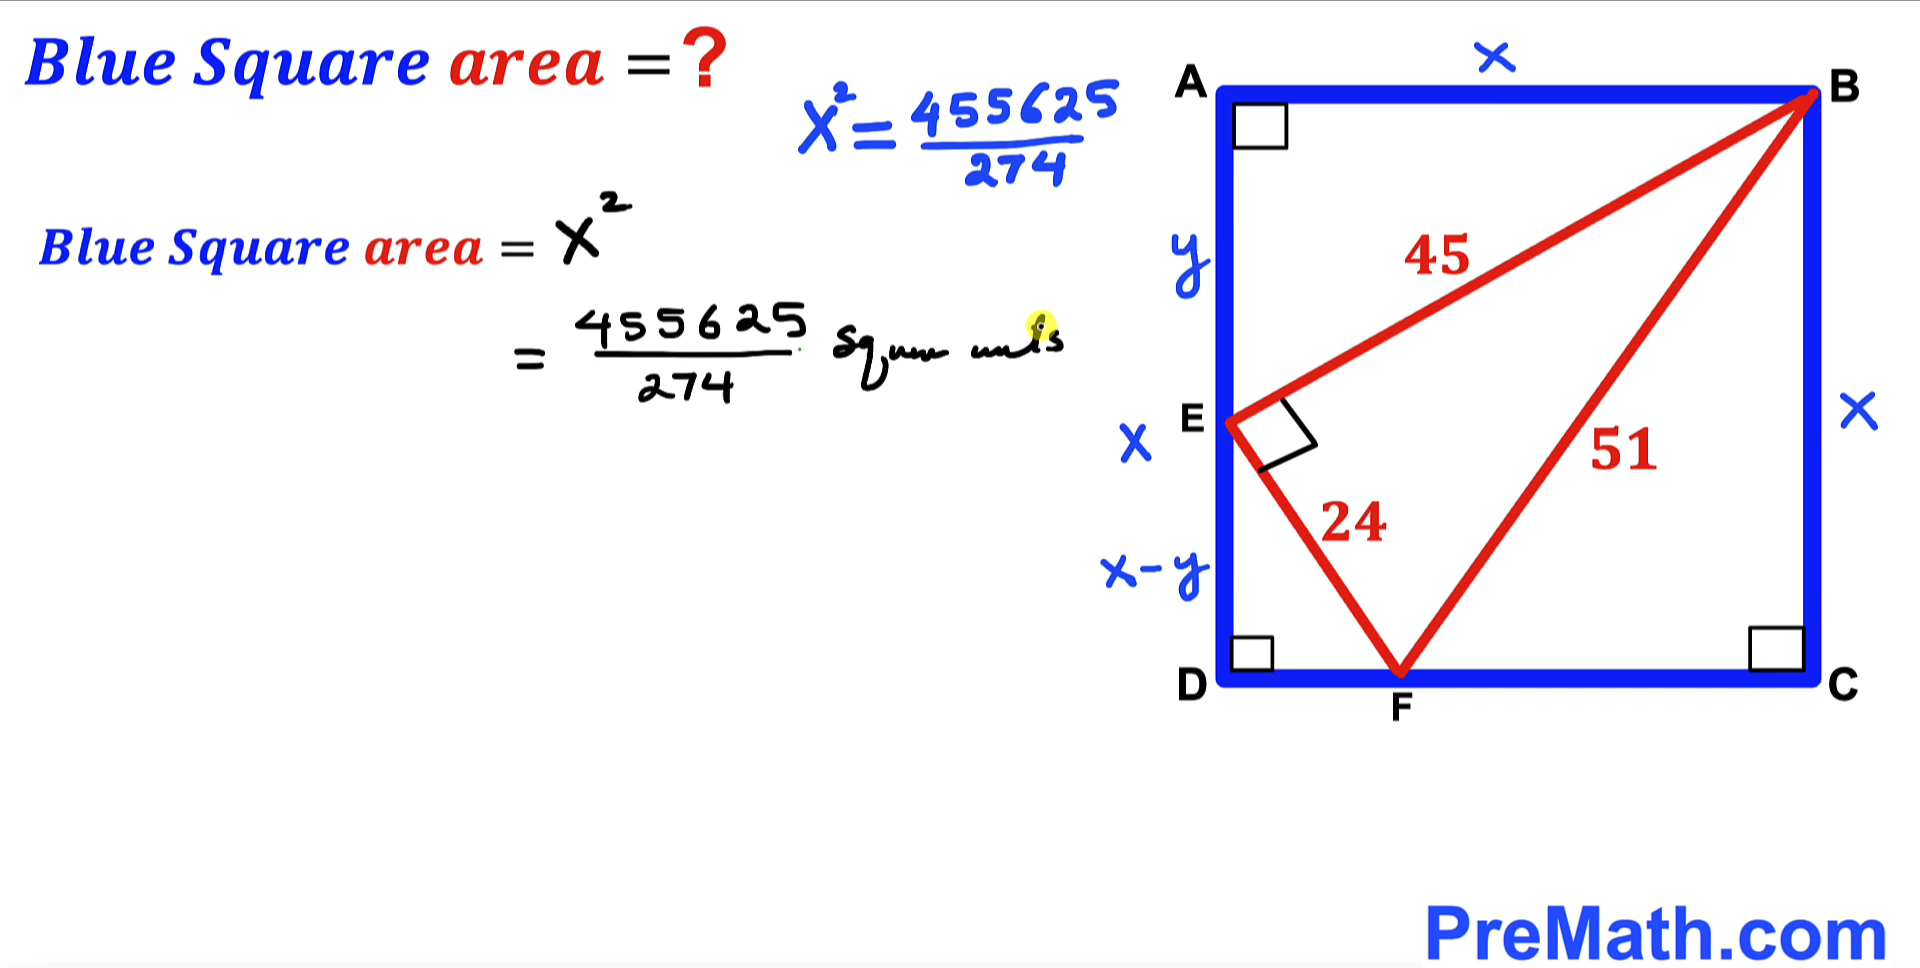 Blue Square area = ?
x² = 455625
274
Blue Square area = x²
= 455625 square units
274
A
x
B
y
45
E
x
51
x
24
x-y
D
F
C
PreMath.com